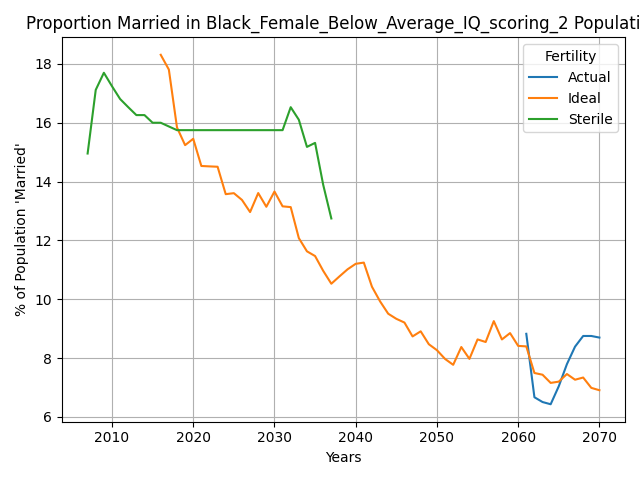 Proportion Married in Black_Female_Below_Average_IQ_scoring_2 Populati
Fertility
Actual
Ideal
Sterile
% of Population 'Married'
18
16
14
12
10
8
6
2010 2020 2030 2040 2050 2060 2070
Years